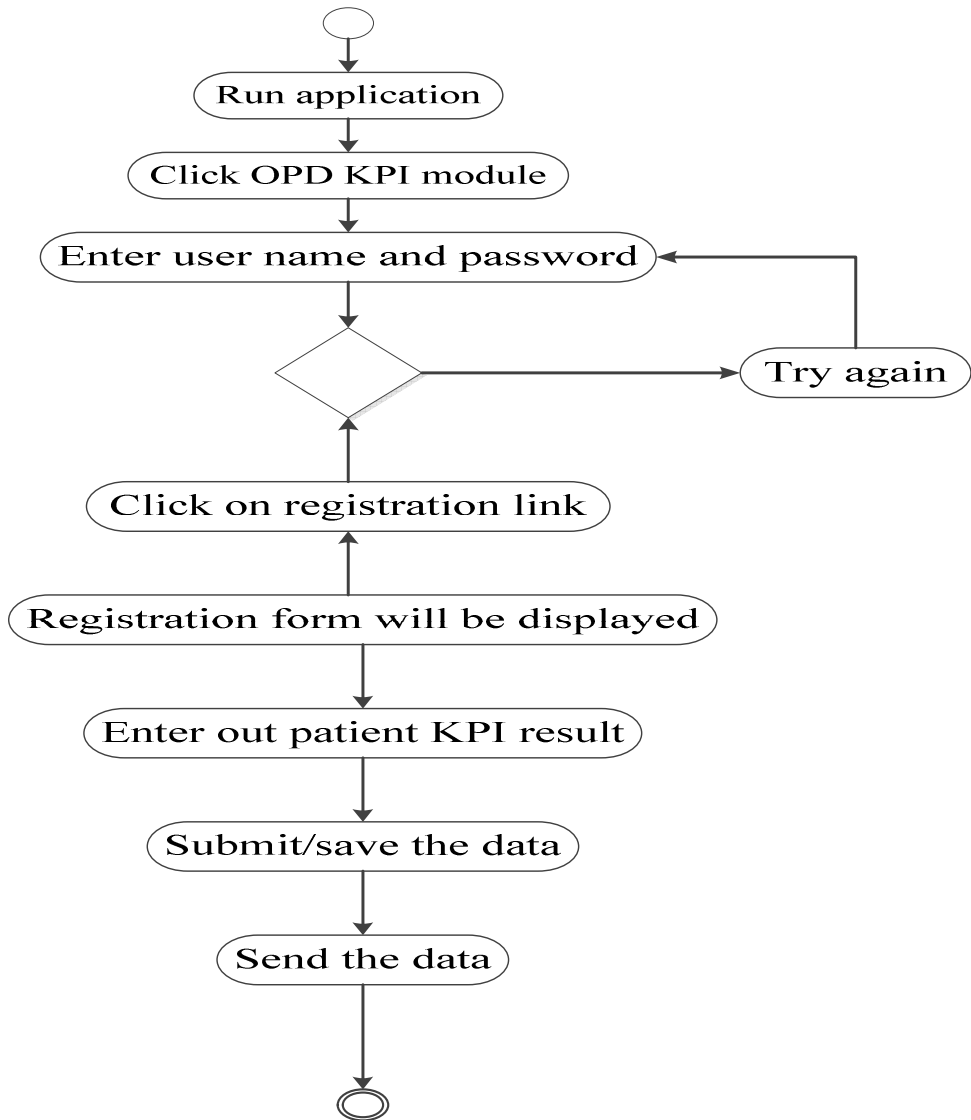 Run application
Click OPD KPI module
Enter user name and password
Try again
Click on registration link
Registration form will be displayed
Enter out patient KPI result
Submit/save the data
Send the data